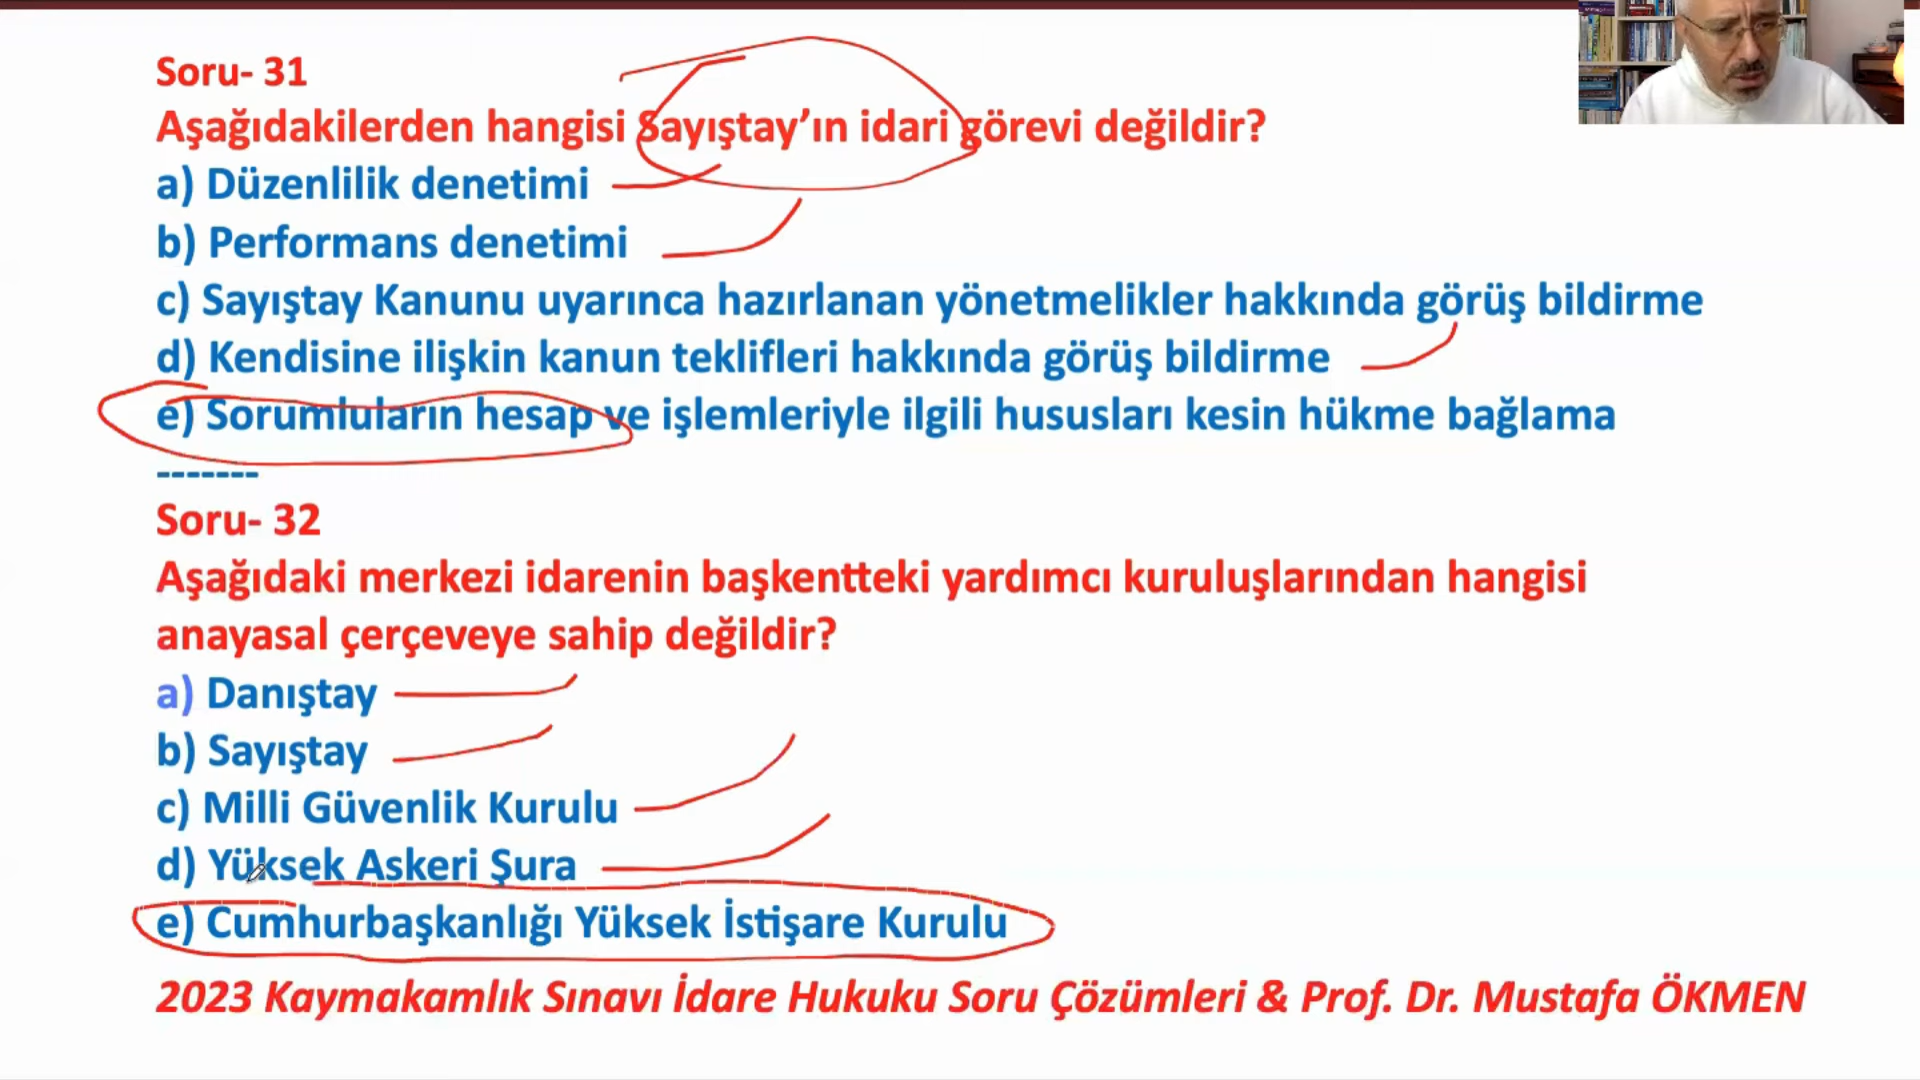 Soru- 31
Aşağıdakilerden hangisi Sayıştay’ın idari görevi değildir?
a) Düzenlilik denetimi
b) Performans denetimi
c) Sayıştay Kanunu uyarınca hazırlanan yönetmelikler hakkında görüş bildirme
d) Kendisine ilişkin kanun teklifleri hakkında görüş bildirme
e) Sorumluların hesap ve işlemleriyle ilgili hususları kesin hükme bağlama
-------
Soru- 32
Aşağıdaki merkezi idarenin başkentteki yardımcı kuruluşlarından hangisi
anayasal çerçeveye sahip değildir?
a) Danıştay
b) Sayıştay
c) Milli Güvenlik Kurulu
d) Yüksek Askeri Şura
e) Cumhurbaşkanlığı Yüksek İstişare Kurulu
2023 Kaymakamlık Sınavı İdare Hukuku Soru Çözümleri & Prof. Dr. Mustafa ÖKMEN